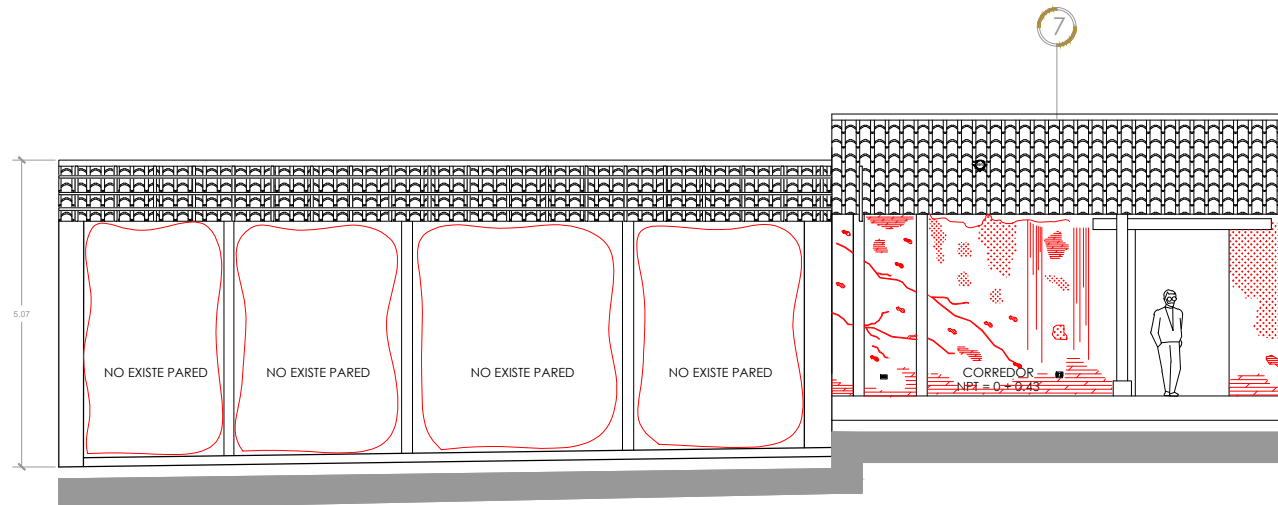 7
5.07
NO EXISTE PARED
NO EXISTE PARED
NO EXISTE PARED
NO EXISTE PARED
CORREDOR
NPT = 0 + 0.43